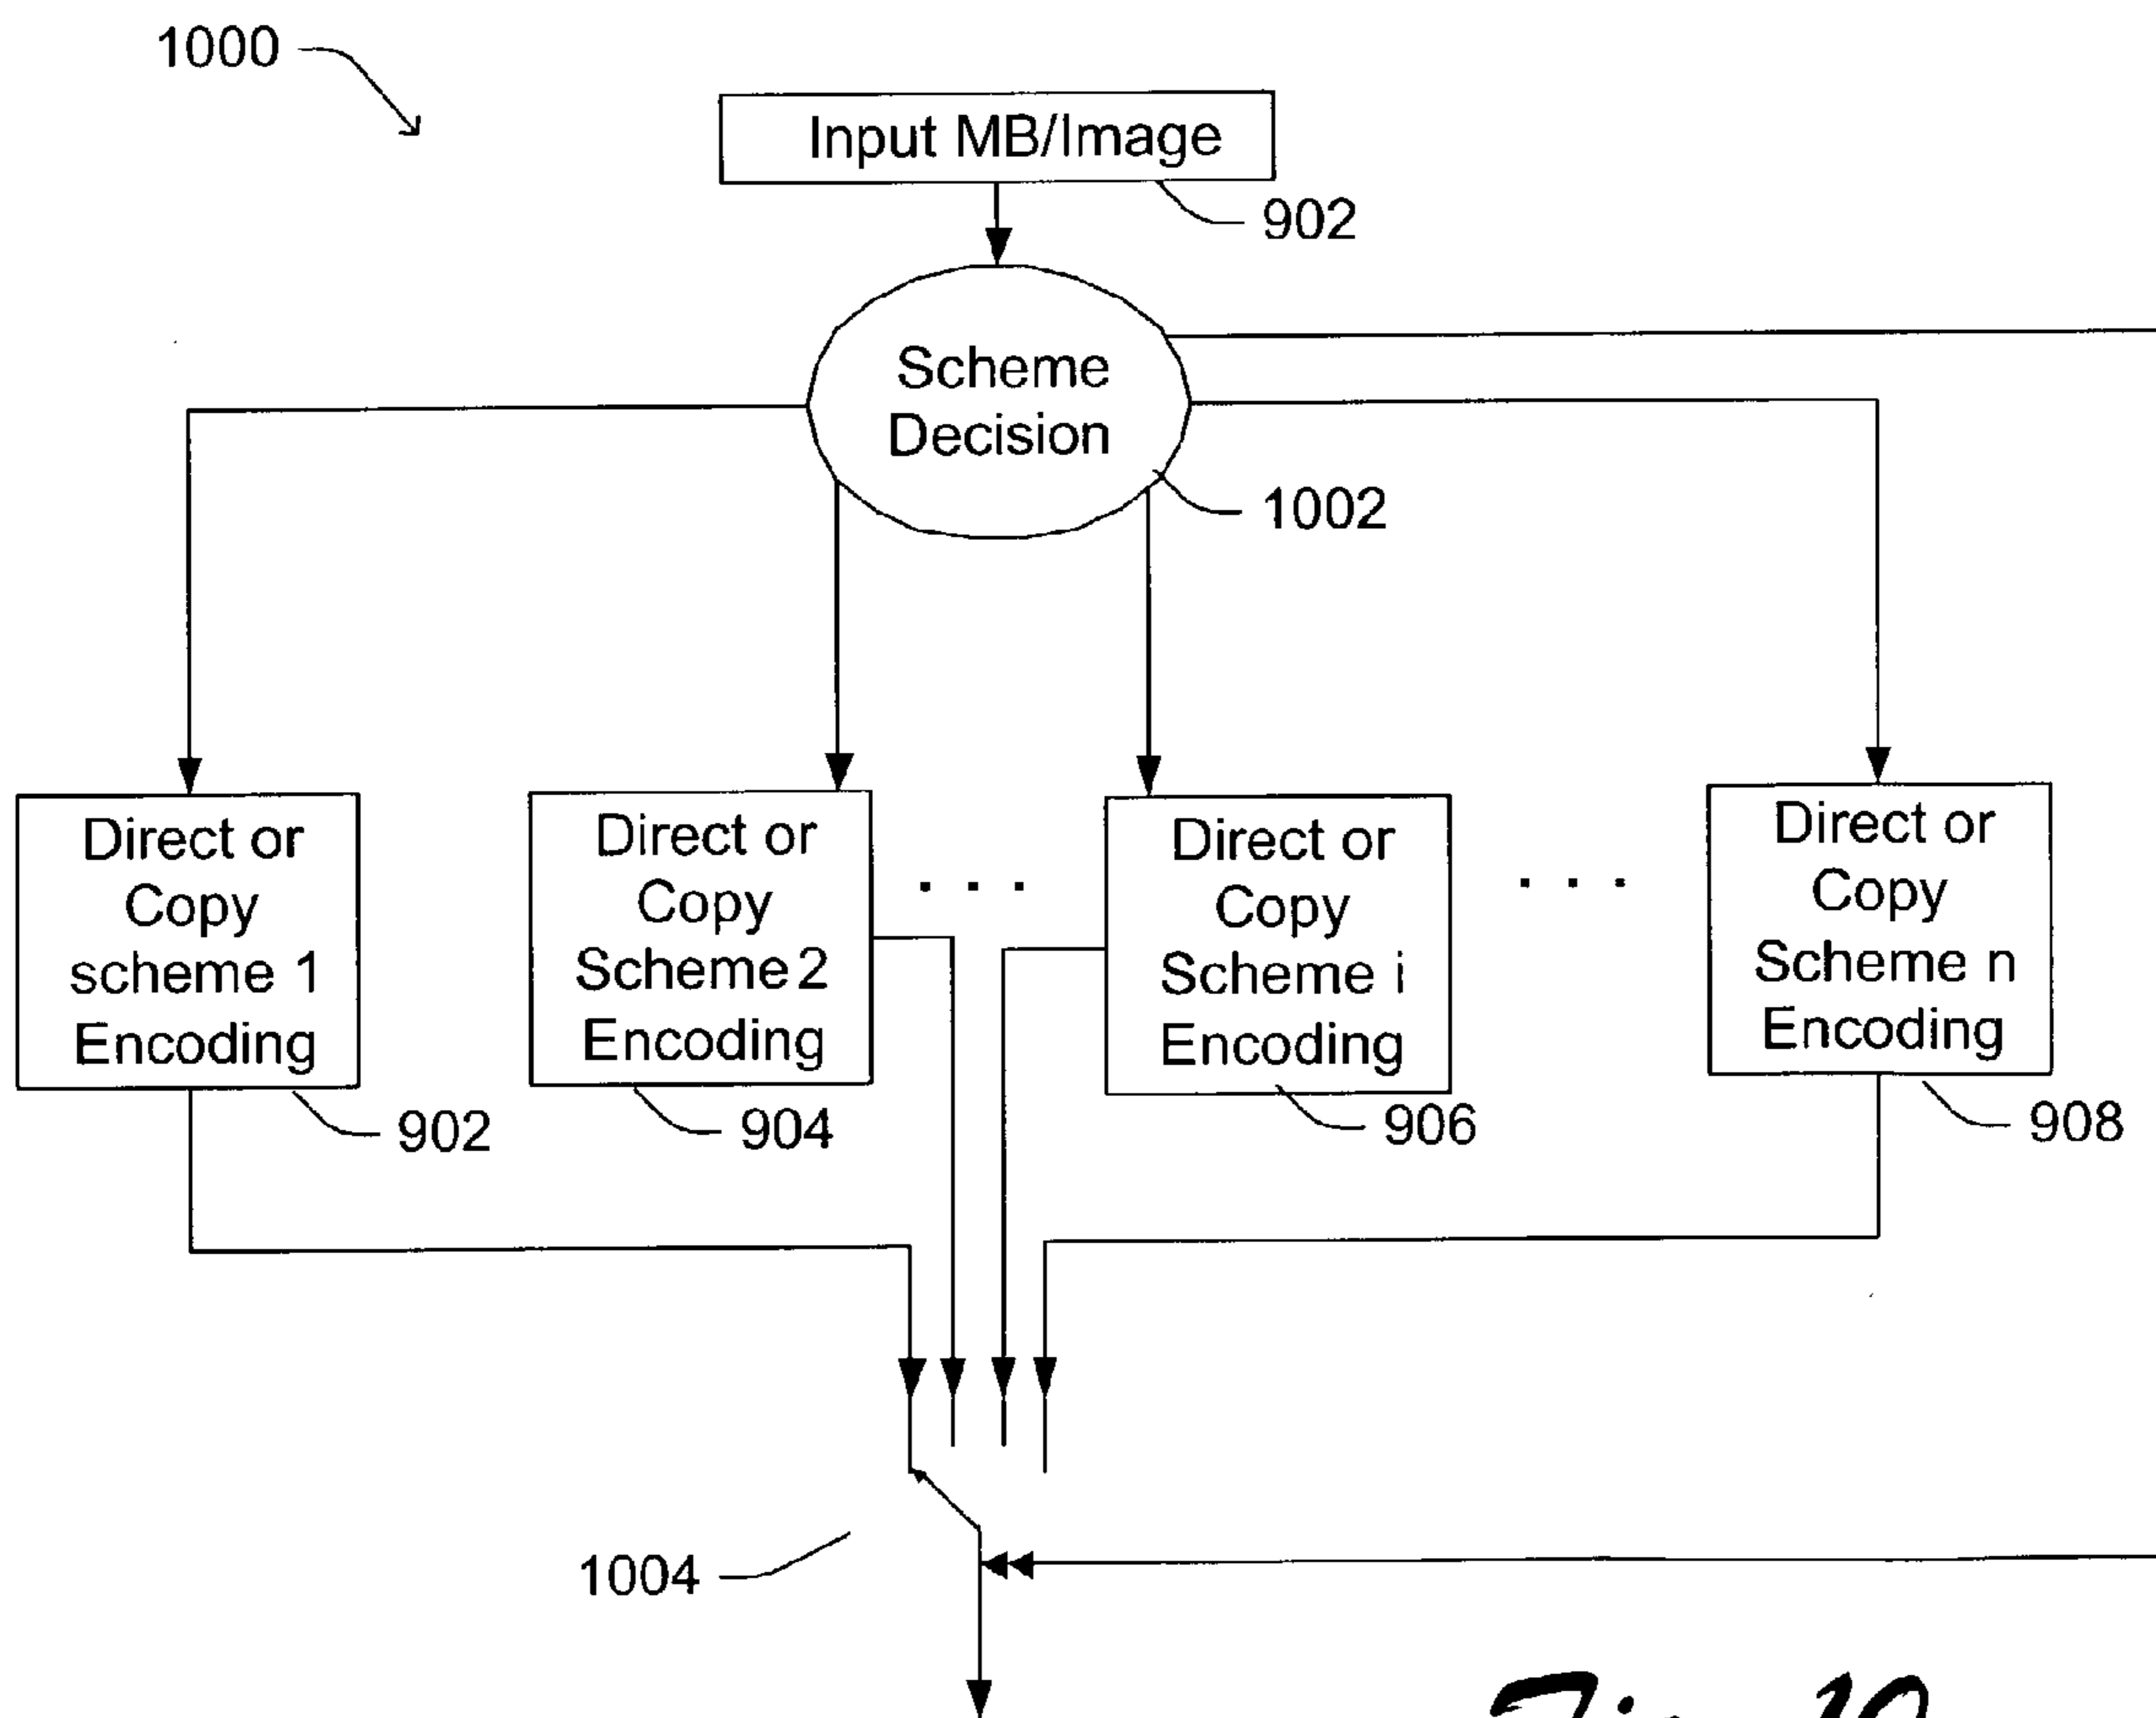 1000
Input MB/Image
902
Scheme
Decision
1002
Direct or
Copy
scheme 1
Encoding
902
Direct or
Copy
Scheme 2
Encoding
904
. . .
Direct or
Copy
Scheme i
Encoding
906
. . .
Direct or
Copy
Scheme n
Encoding
908
1004